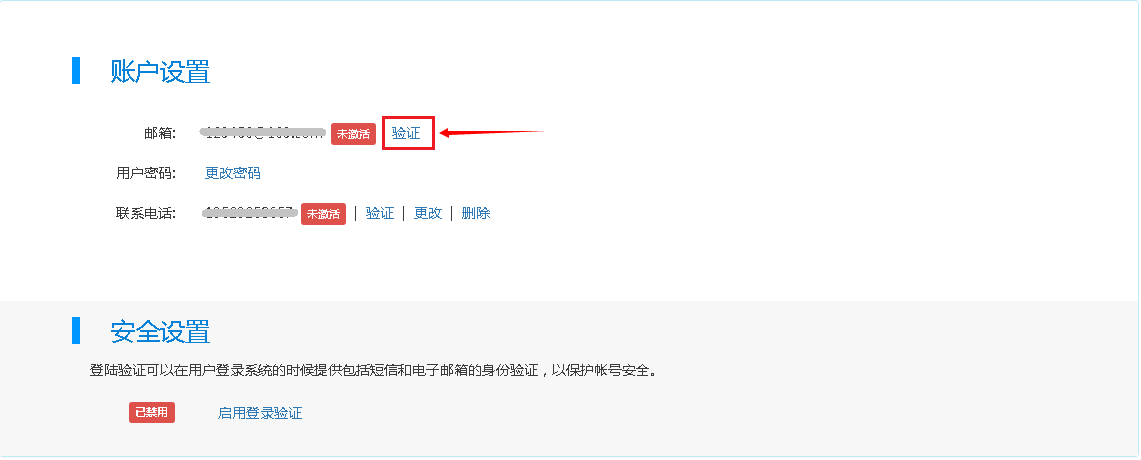 账户设置
邮箱: 未激活 验证
用户密码: 更改密码
联系电话: 未激活 | 验证 | 更改 | 删除
安全设置
登陆验证可以在用户登录系统的时候提供包括短信和电子邮箱的身份验证，以保护帐号安全。
已禁用 启用登录验证